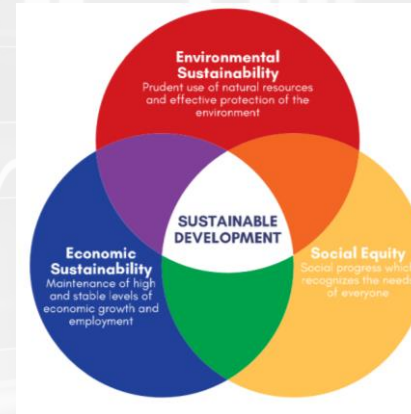 Environmental
Sustainability
Prudent use of natural resources
and effective protection of the
environment
SUSTAINABLE
DEVELOPMENT
Economic
Sustainability
Maintenance of high
and stable levels of
economic growth and
employment
Social Equity
Social progress which
recognizes the needs
of everyone